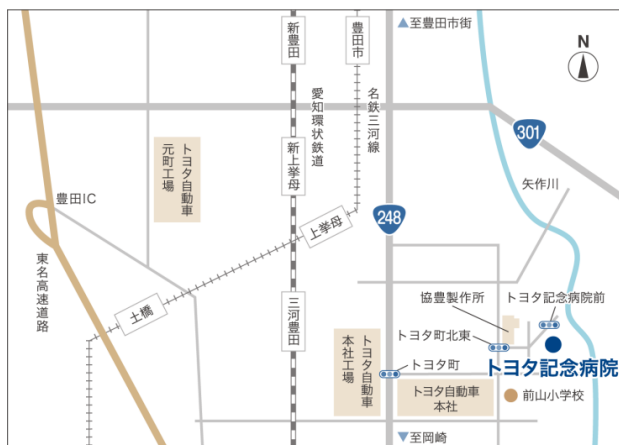 ▲至豊田市街
新豊田
豊田市
N
愛知環状鉄道
名鉄三河線
301
トヨタ自動車
元町工場
新上挙母
矢作川
豊田IC
248
上挙母
東名高速道路
土橋
三河豊田
協豊製作所
トヨタ記念病院前
トヨタ町北東
トヨタ自動車
本社工場
トヨタ町
トヨタ記念病院
トヨタ自動車
本社
前山小学校
▼至岡崎